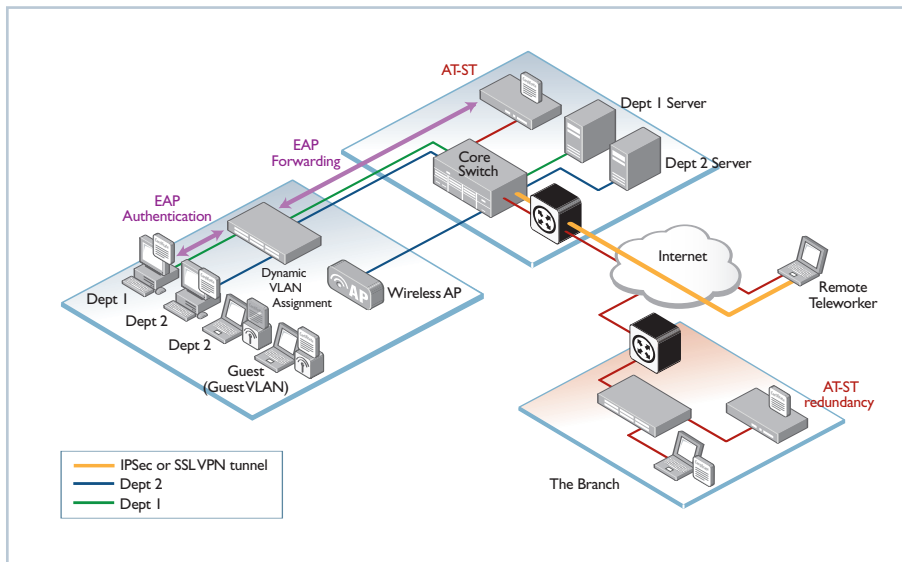 AT-ST
Dept 1 Server
Dept 2 Server
Core
Switch
EAP
Forwarding
EAP
Authentication
Dynamic
VLAN
Assignment
AP
Wireless AP
Dept 1
Dept 2
Dept 2
Guest
(Guest VLAN)
Internet
Remote
Teleworker
AT-ST
redundancy
The Branch
IPSec or SSL VPN tunnel
Dept 2
Dept 1